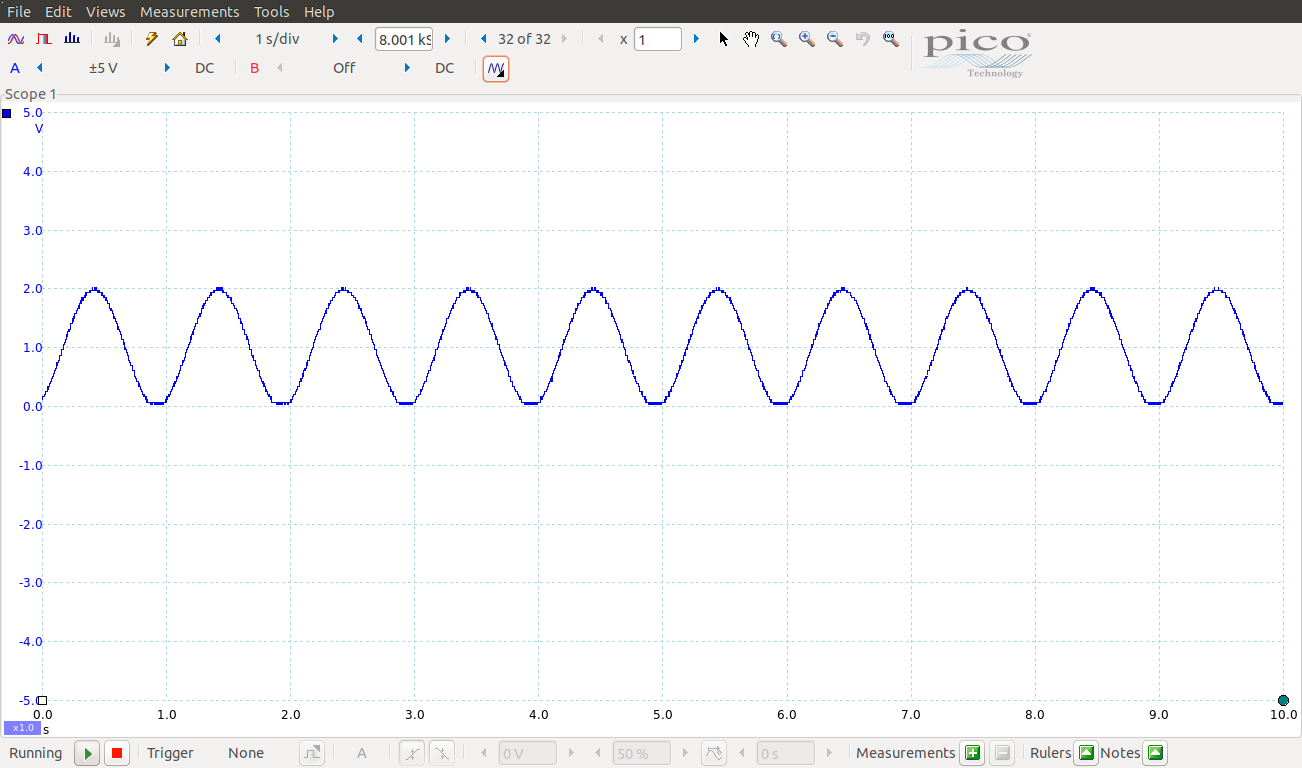 File Edit Views Measurements Tools Help
1 s/div 8.001 kS 32 of 32 x 1 pico
Technology
A ±5 V DC B Off DC
Scope 1
5.0
V
4.0
3.0
2.0
1.0
0.0
-1.0
-2.0
-3.0
-4.0
-5.0
0.0 1.0 2.0 3.0 4.0 5.0 6.0 7.0 8.0 9.0 10.0
x1.0 s
Running Trigger None A 0 V 50 % 0 s Measurements Rulers Notes